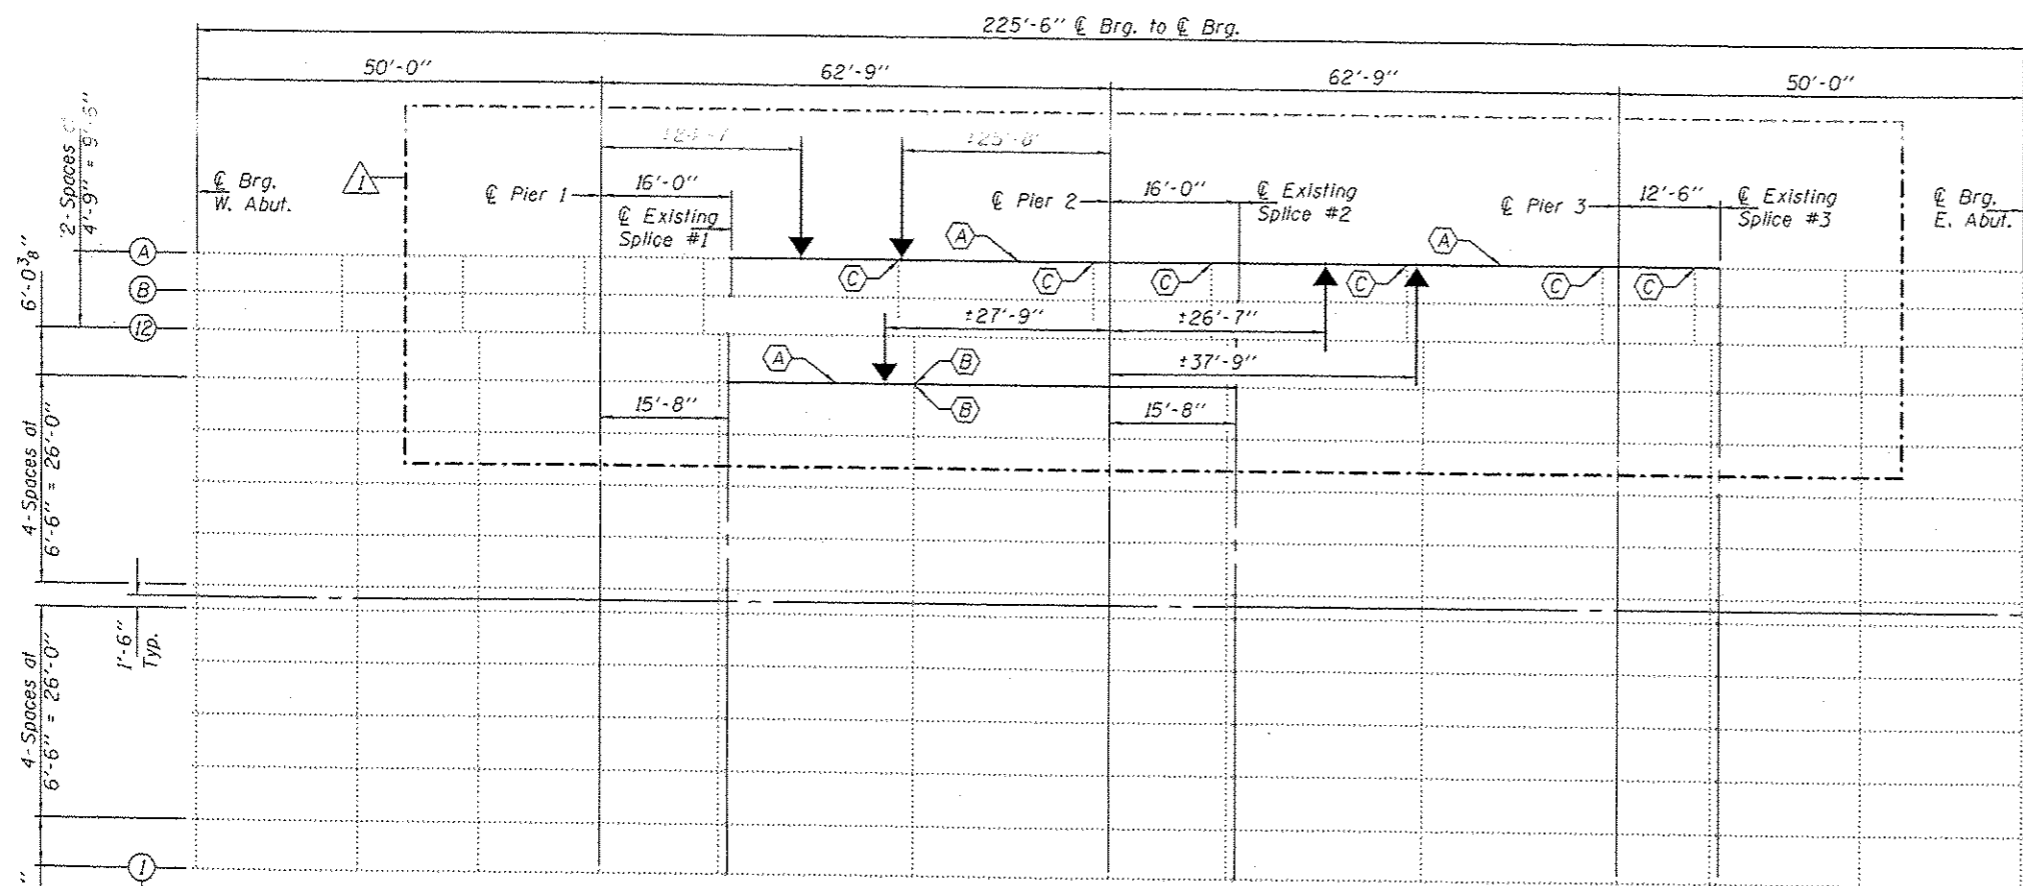 225'-6" ℄ Brg. to ℄ Brg.
50'-0"
62'-9"
62'-9"
50'-0"
2-Spaces
4'-9" = 9'-6"
±25'-8"
℄ Brg.
W. Abut.
1
℄ Pier 1
16'-0"
℄ Existing
Splice #1
℄ Pier 2
16'-0"
℄ Existing
Splice #2
℄ Pier 3
12'-6"
℄ Existing
Splice #3
℄ Brg.
E. Abut.
A
A
A
B
12
6'-0 3/8"
C
C
C
C
C
C
±27'-9"
±26'-7"
±37'-9"
A
B
B
15'-8"
15'-8"
4-Spaces at
6'-6" = 26'-0"
1'-6"
Typ.
4-Spaces at
6'-6" = 26'-0"
1